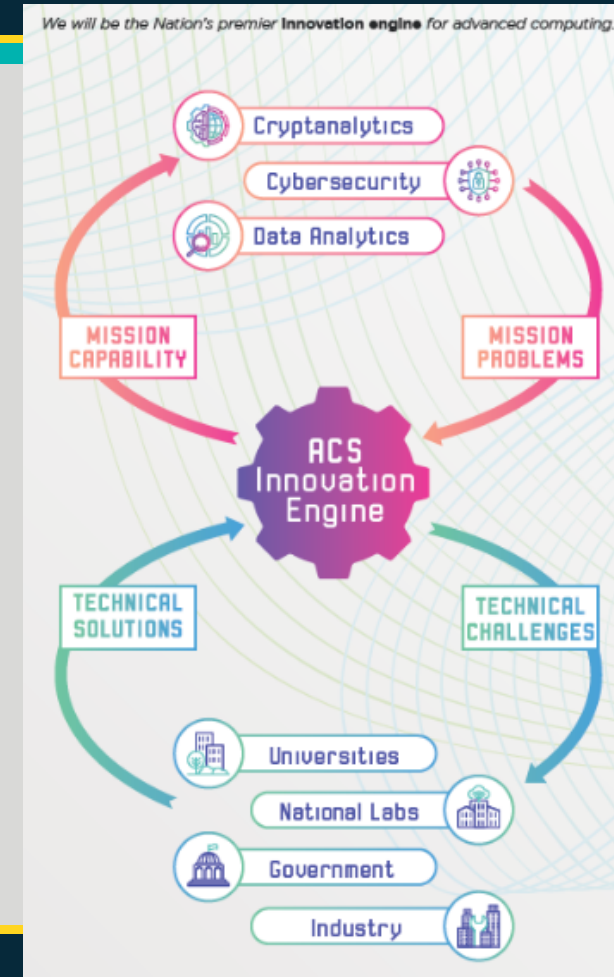 We will be the Nation's premier innovation engine for advanced computing.
Cryptanalytics
Cybersecurity
Data Analytics
MISSION
CAPABILITY
MISSION
PROBLEMS
ACS
Innovation
Engine
TECHNICAL
SOLUTIONS
TECHNICAL
CHALLENGES
Universities
National Labs
Government
Industry